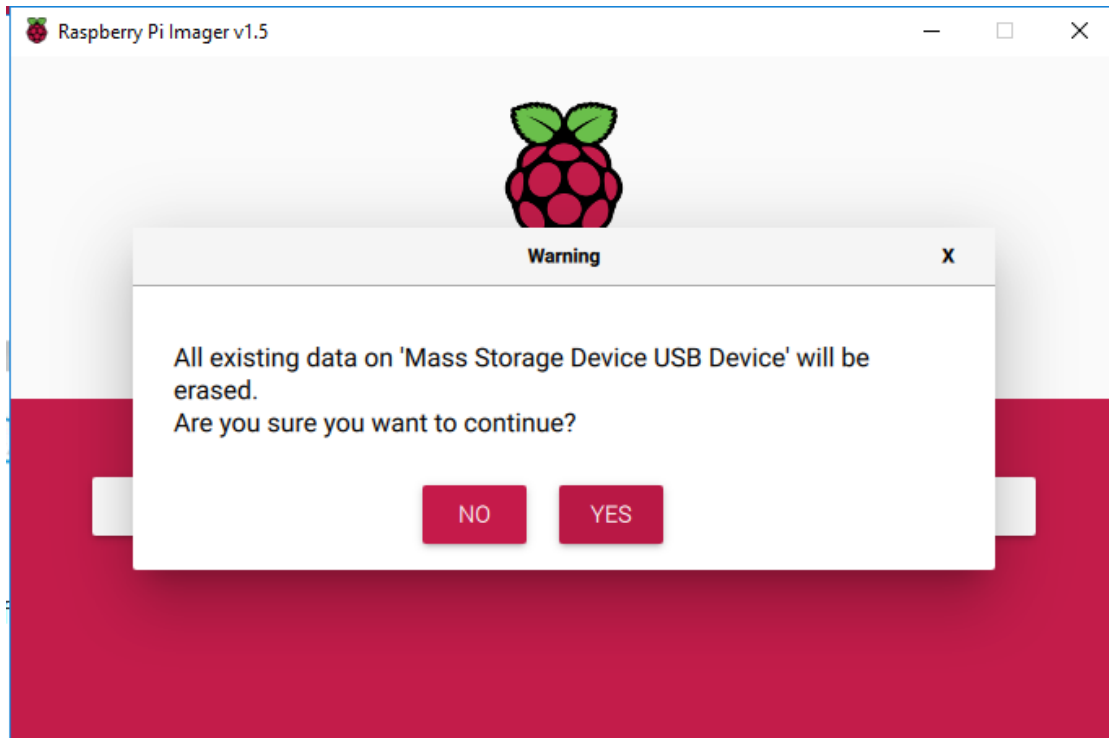 Raspberry Pi Imager v1.5
Warning
X
All existing data on 'Mass Storage Device USB Device' will be
erased.
Are you sure you want to continue?
NO
YES